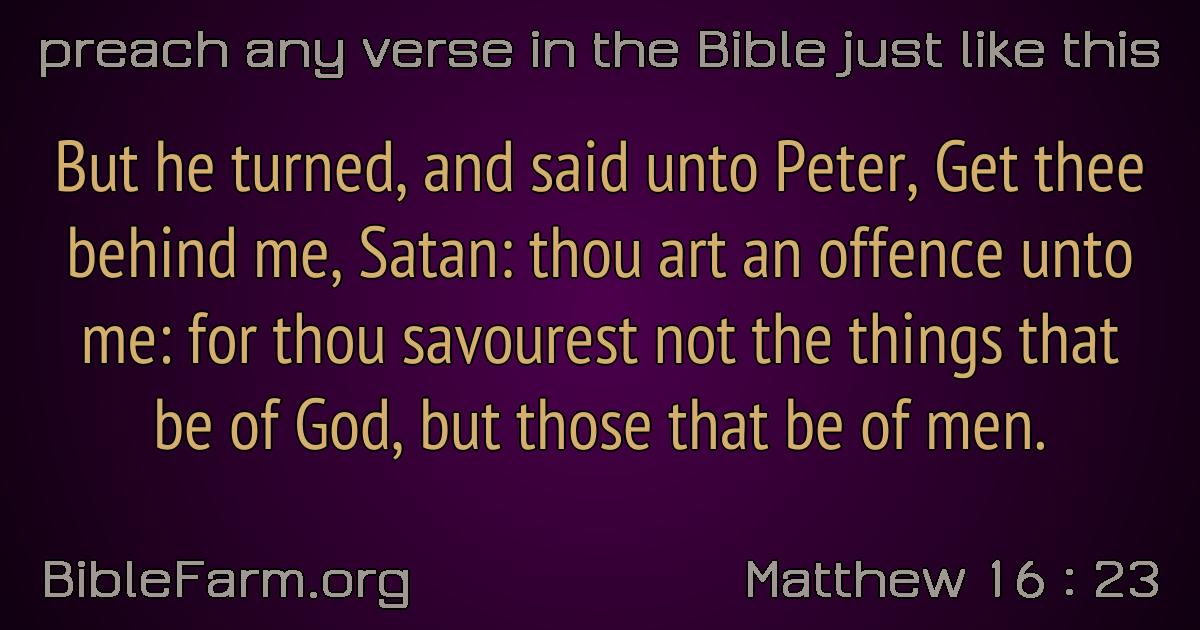 preach any verse in the Bible just like this
But he turned, and said unto Peter, Get thee
behind me, Satan: thou art an offence unto
me: for thou savourest not the things that
be of God, but those that be of men.
BibleFarm.org
Matthew 16 : 23